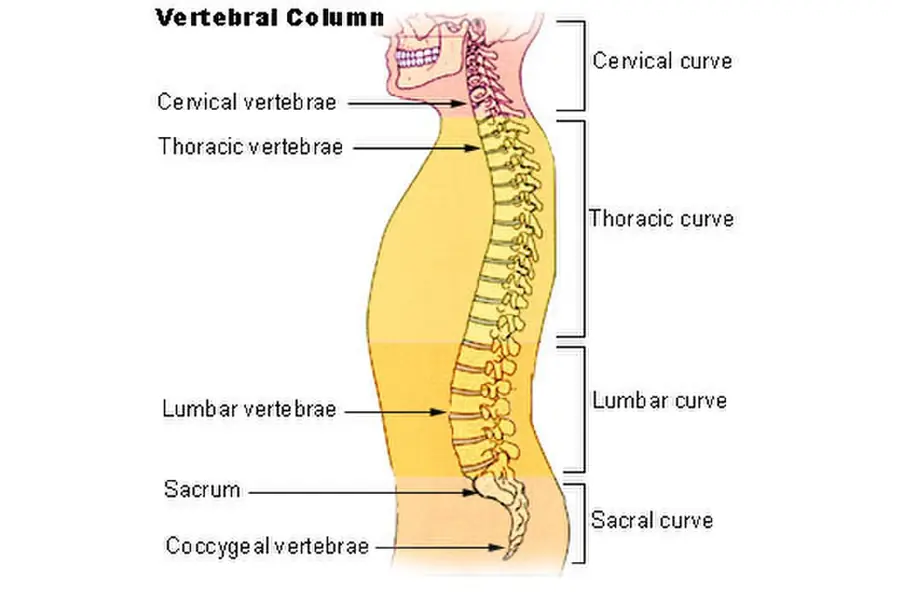 Vertebral Column
Cervical curve
Cervical vertebrae
Thoracic vertebrae
Thoracic curve
Lumbar curve
Lumbar vertebrae
Sacrum
Sacral curve
Coccygeal vertebrae